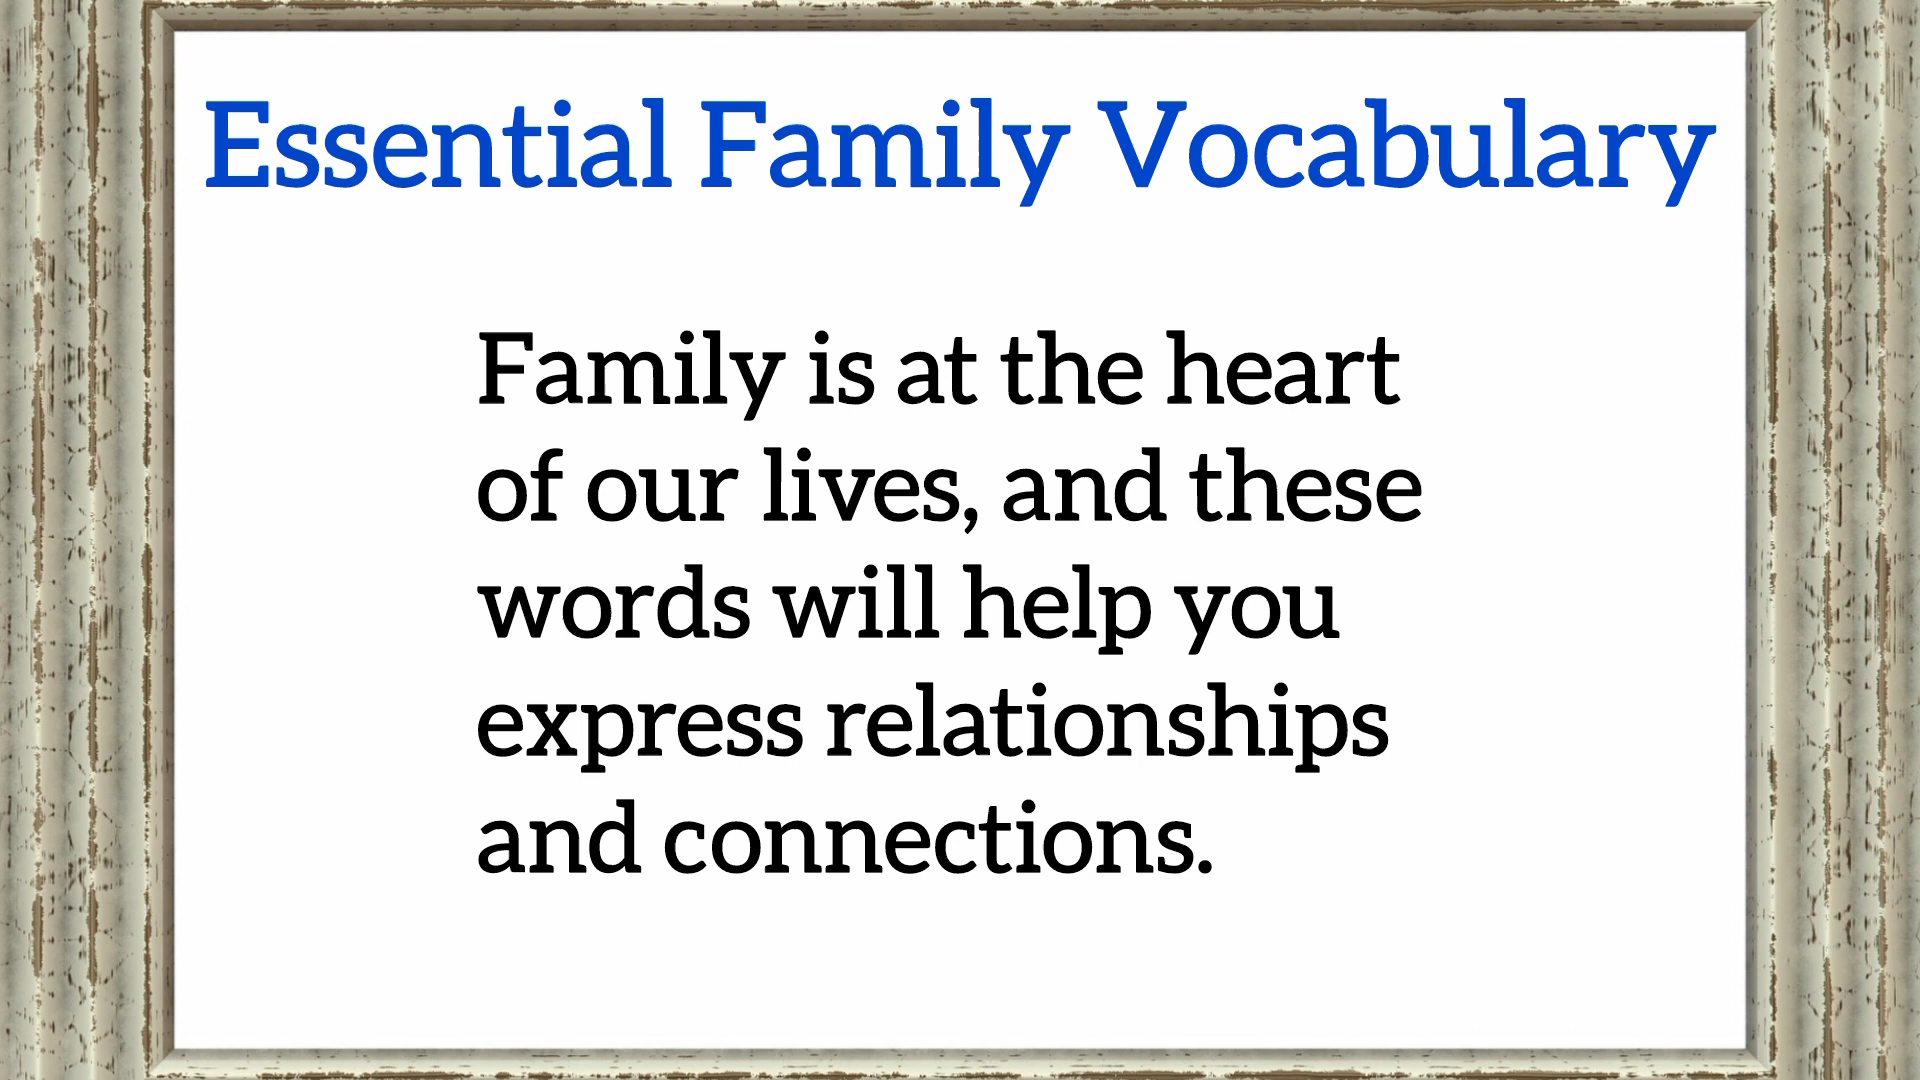 Essential Family Vocabulary
Family is at the heart
of our lives, and these
words will help you
express relationships
and connections.